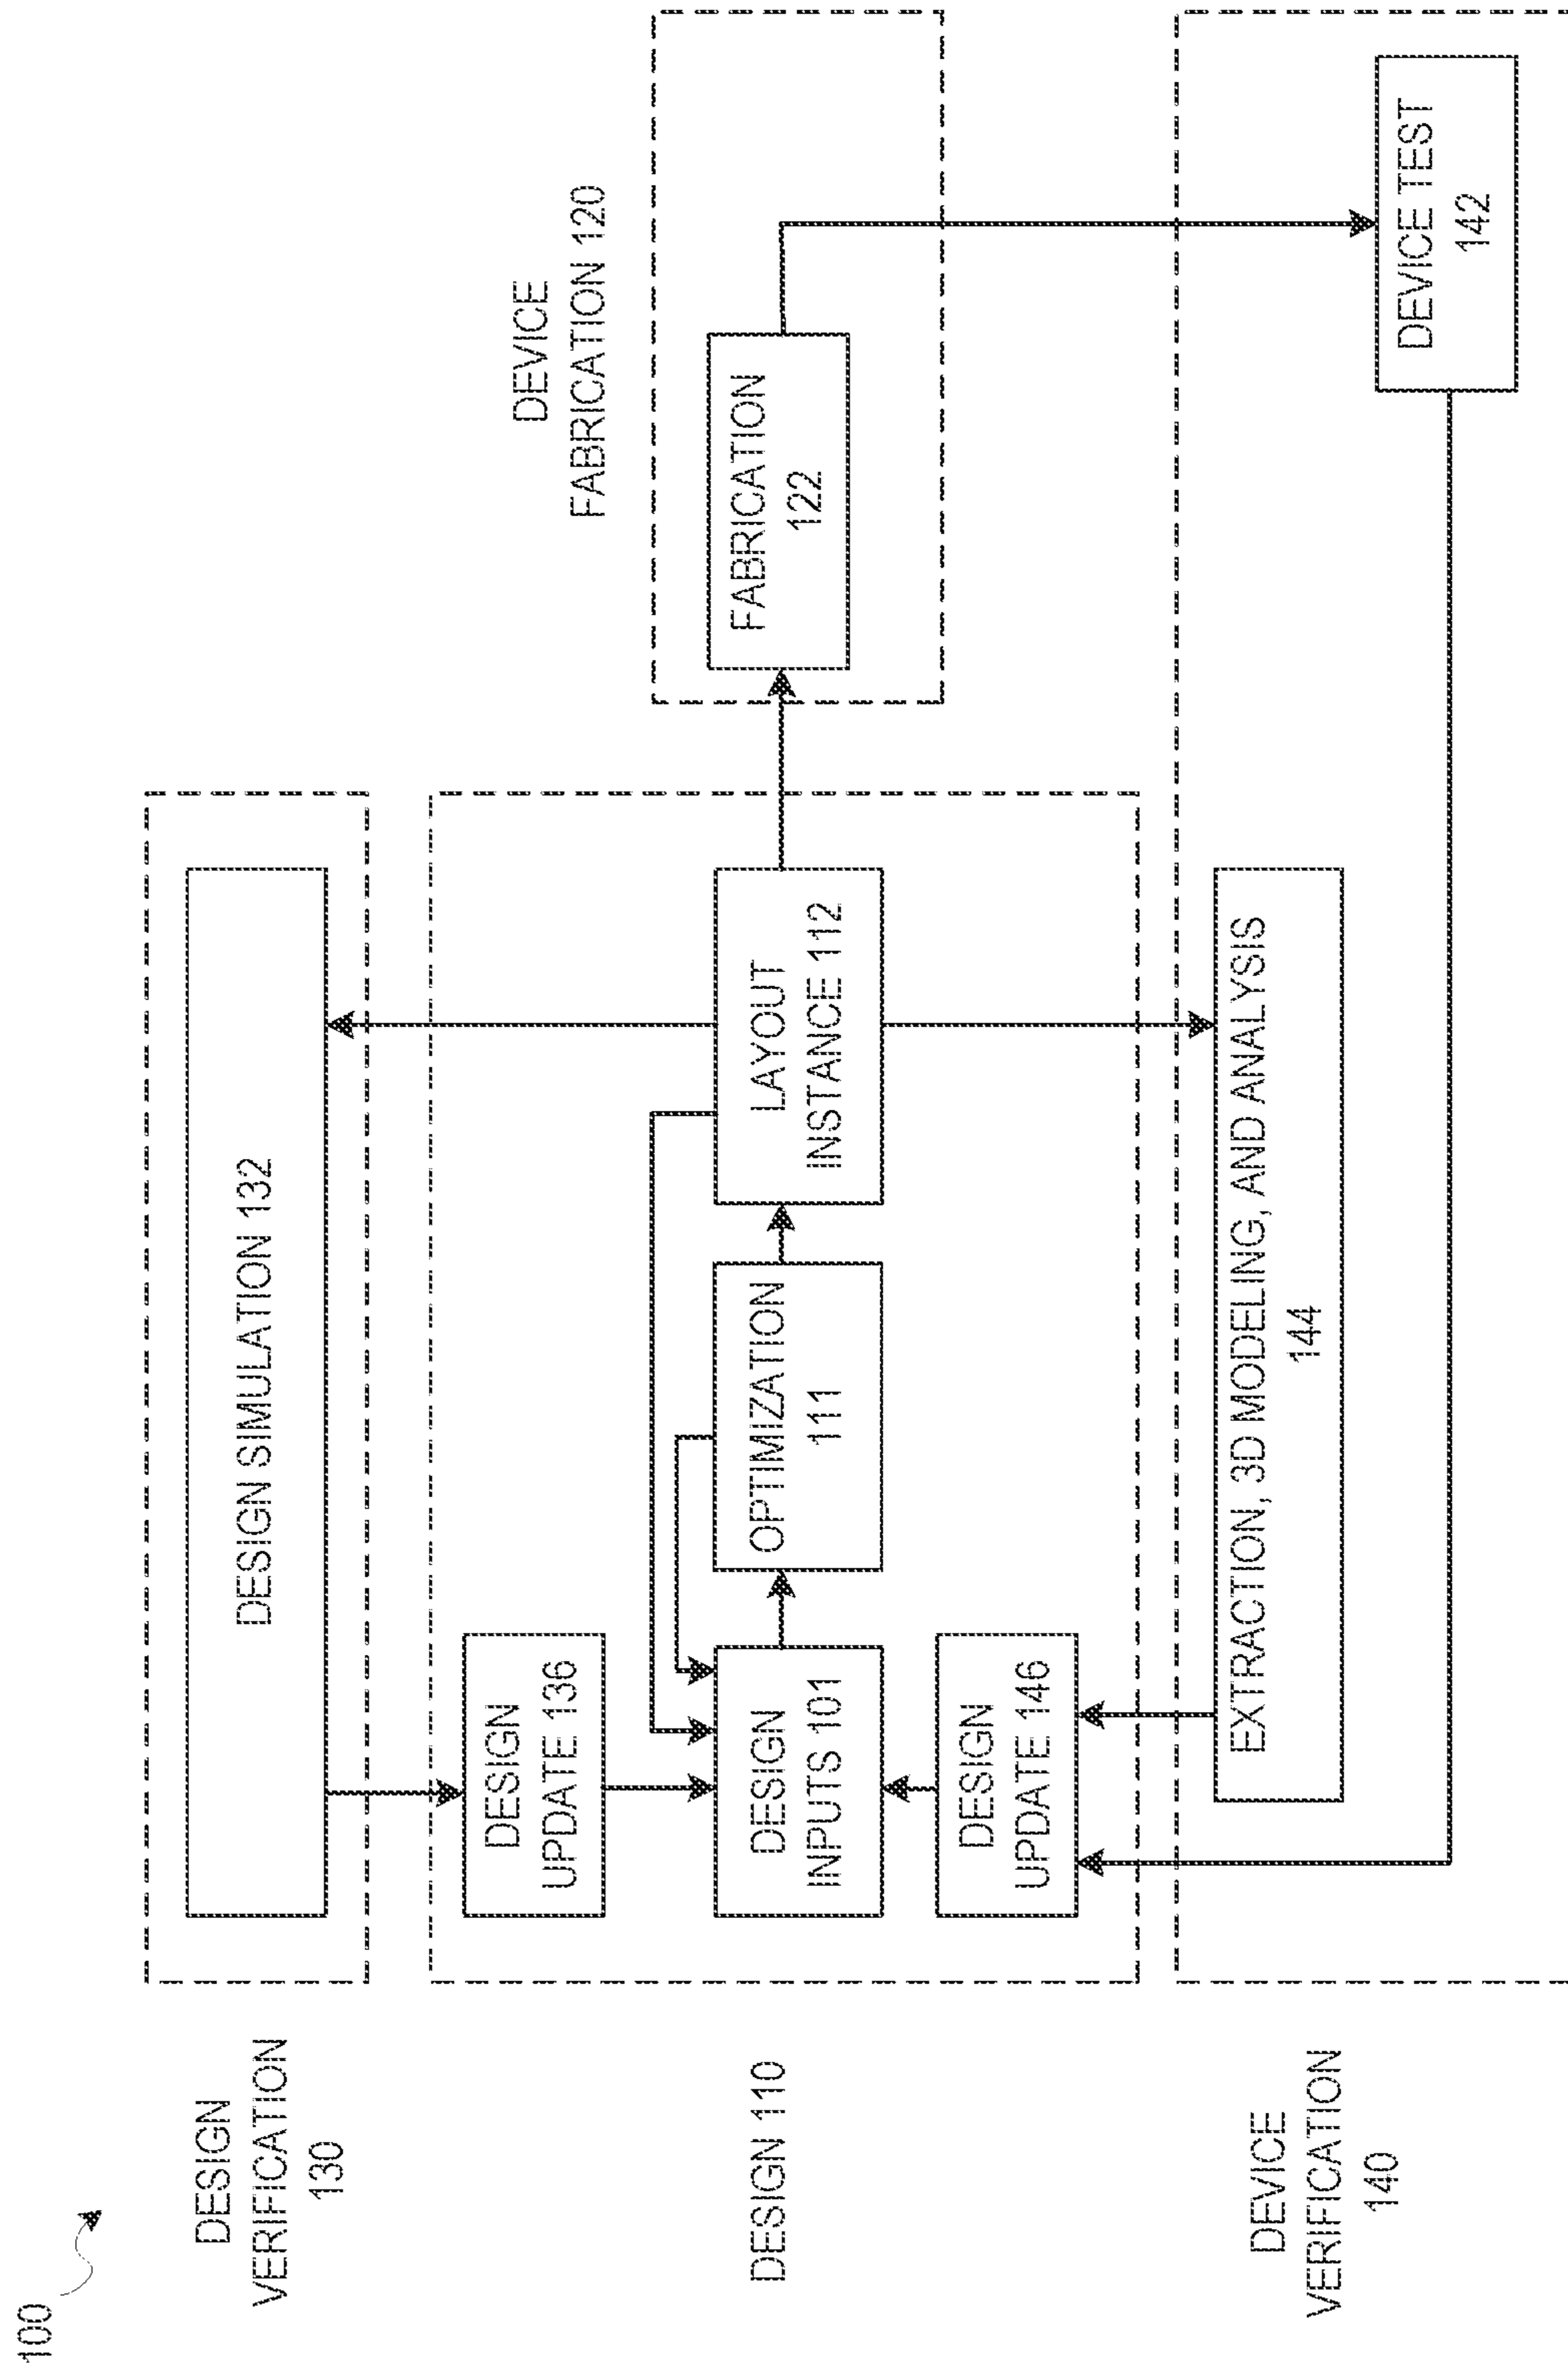 100
DESIGN
VERIFICATION
130
DESIGN SIMULATION 132
DESIGN 110
DESIGN
UPDATE 136
DESIGN
INPUTS 101
DESIGN
UPDATE 146
OPTIMIZATION
111
LAYOUT
INSTANCE 112
DEVICE
FABRICATION 120
FABRICATION
122
DEVICE
VERIFICATION
140
EXTRACTION, 3D MODELING, AND ANALYSIS
144
DEVICE TEST
142